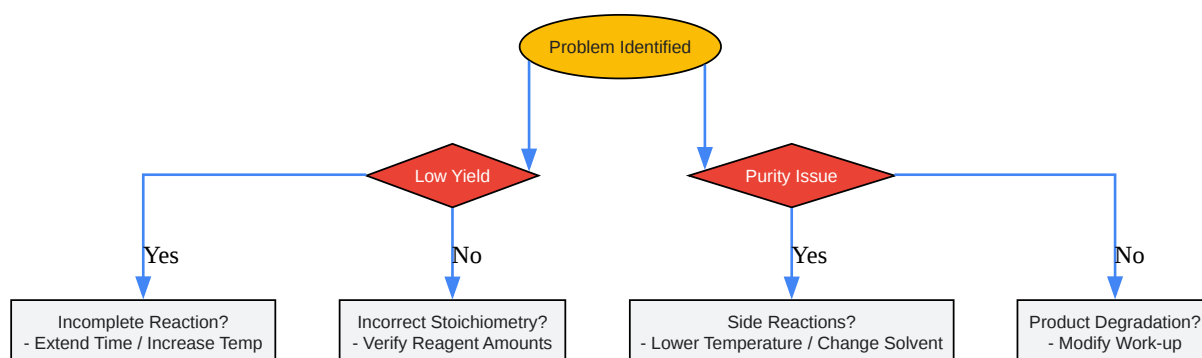 Problem Identified
Low Yield
Purity Issue
Yes
No
Yes
No
Incomplete Reaction?
- Extend Time / Increase Temp
Incorrect Stoichiometry?
- Verify Reagent Amounts
Side Reactions?
- Lower Temperature / Change Solvent
Product Degradation?
- Modify Work-up